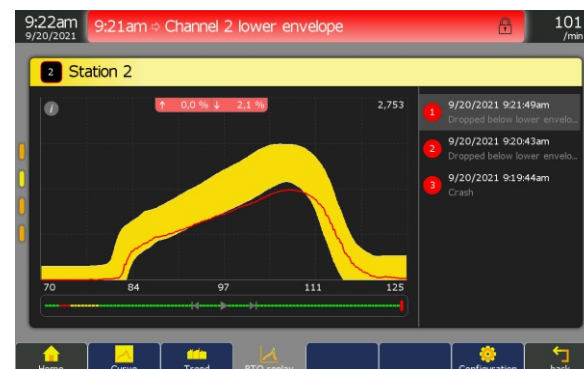 9:22am
9/20/2021
9:21am ⇨ Channel 2 lower envelope
101
/min
2 Station 2
i
↑ 0,0 % ↓ 2,1 %
2,753
1 9/20/2021 9:21:49am
Dropped below lower envelo...
2 9/20/2021 9:20:43am
Dropped below lower envelo...
3 9/20/2021 9:19:44am
Crash
70 84 97 111 125
Home Curve Trend PTO replay Configuration back